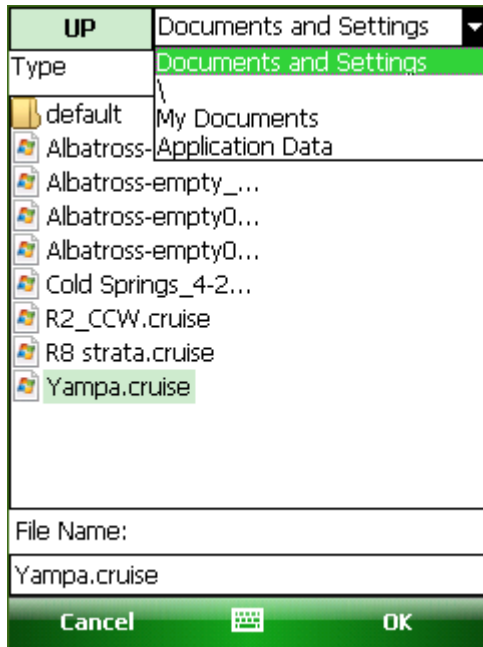 UP Documents and Settings
Type Documents and Settings
\
default My Documents
Albatross- Application Data
Albatross-empty_...
Albatross-empty0...
Albatross-empty0...
Cold Springs_4-2...
R2_CCW.cruise
R8 strata.cruise
Yampa.cruise
File Name:
Yampa.cruise
Cancel OK